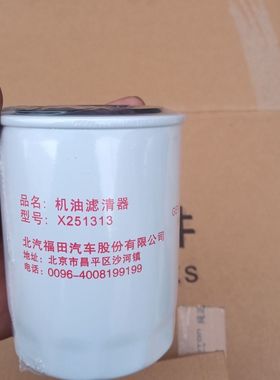 品名：机油滤清器
型号：X251313
北汽福田汽车股份有限公司
地址：北京市昌平区沙河镇
电话：0096-4008199199